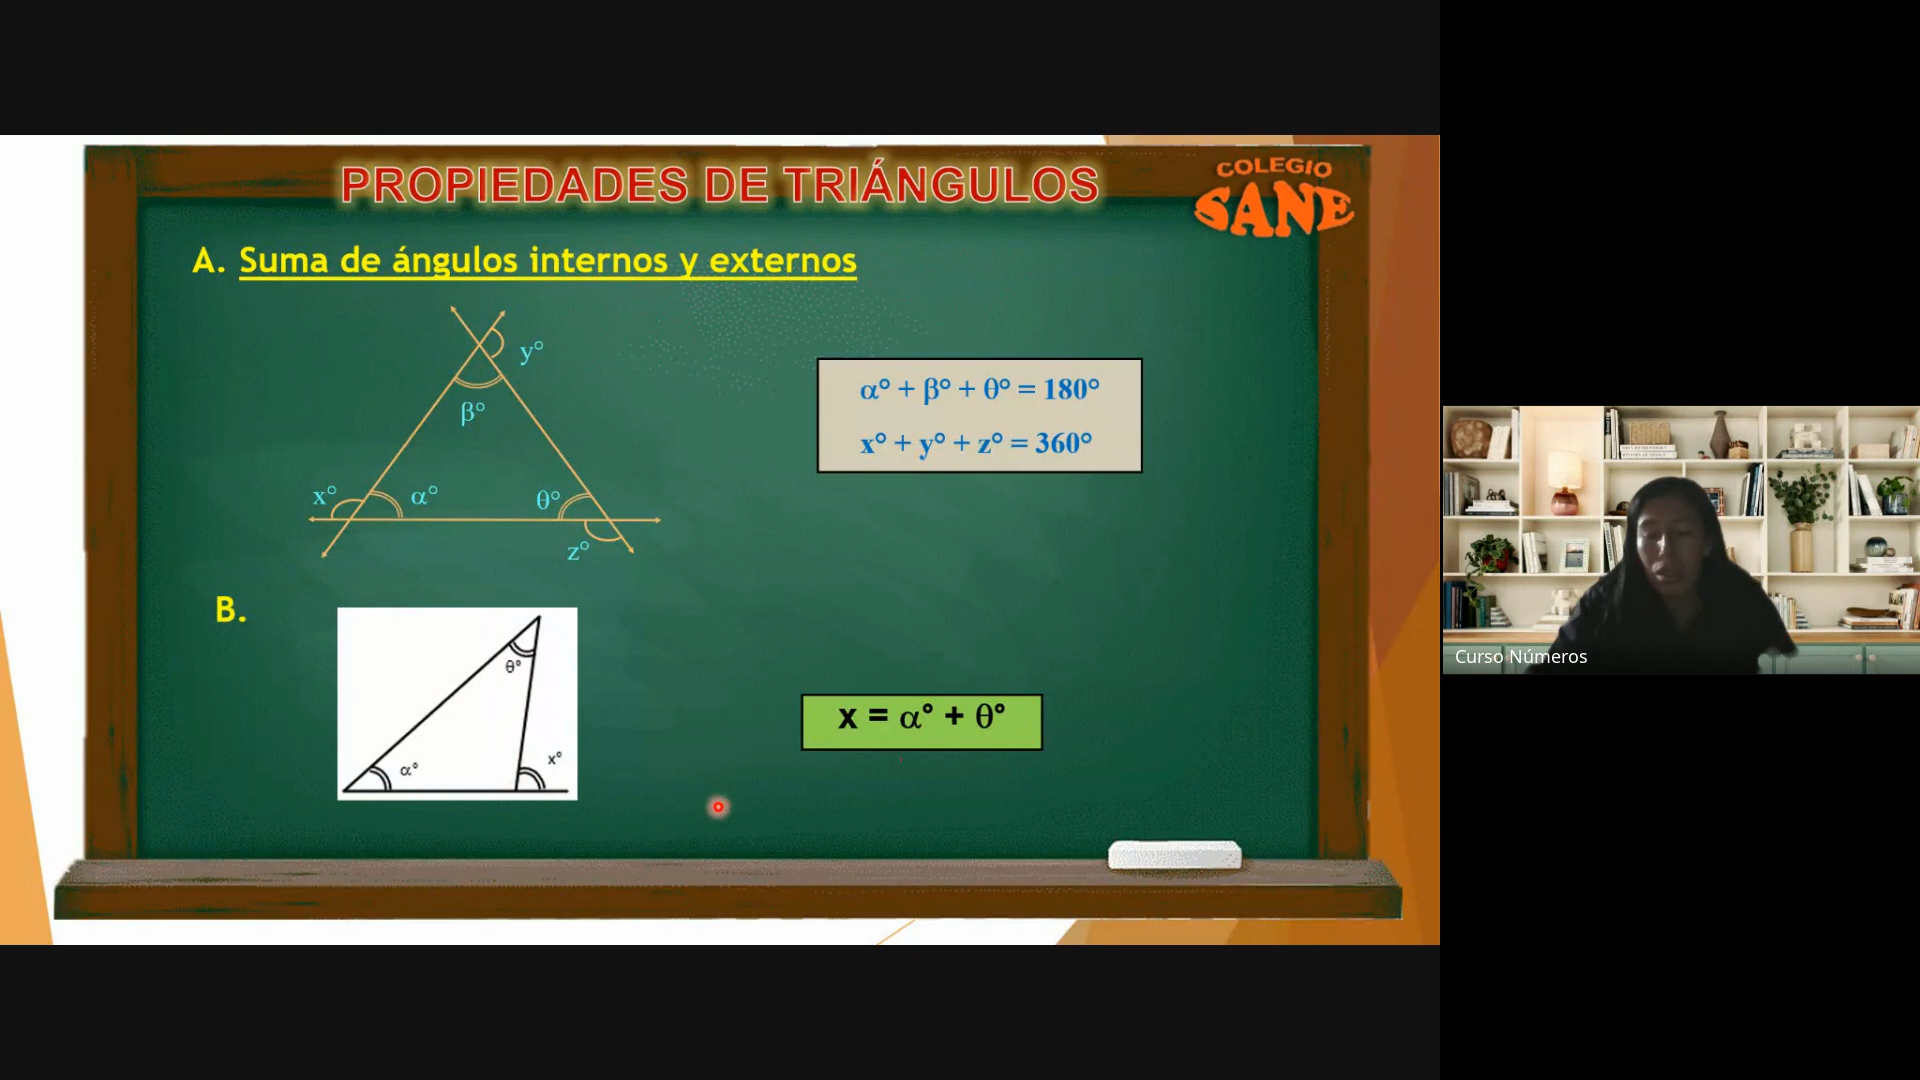 PROPIEDADES DE TRIÁNGULOS
COLEGIO
SANE
A. Suma de ángulos internos y externos
y°
β°
x°
α°
θ°
z°
α° + β° + θ° = 180°
x° + y° + z° = 360°
B.
θ°
α°
x°
x = α° + θ°
Curso Números